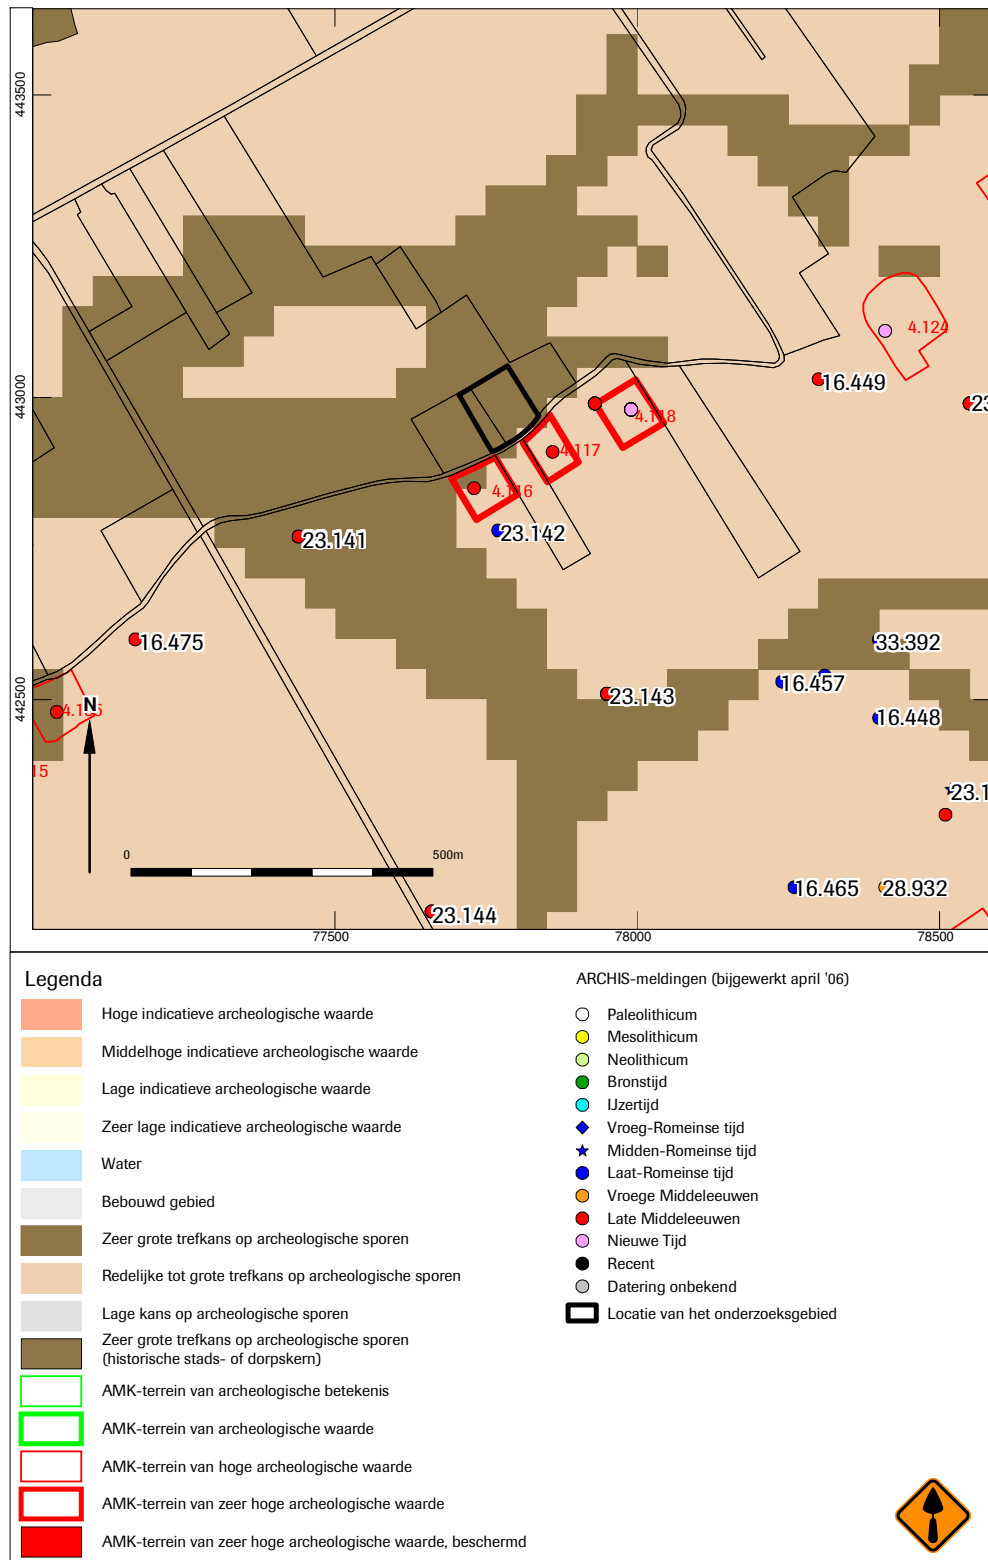 443500
4.124
16.449
23
443000
4.118
4.117
4.116
23.142
23.141
16.475
33.392
16.457
23.143
16.448
442500
N
15
23.1
0
500m
16.465
28.932
23.144
77500
78000
78500
Legenda
Hoge indicatieve archeologische waarde
Middelhoge indicatieve archeologische waarde
Lage indicatieve archeologische waarde
Zeer lage indicatieve archeologische waarde
Water
Bebouwd gebied
Zeer grote trefkans op archeologische sporen
Redelijke tot grote trefkans op archeologische sporen
Lage kans op archeologische sporen
Zeer grote trefkans op archeologische sporen
(historische stads- of dorpskern)
AMK-terrein van archeologische betekenis
AMK-terrein van archeologische waarde
AMK-terrein van hoge archeologische waarde
AMK-terrein van zeer hoge archeologische waarde
AMK-terrein van zeer hoge archeologische waarde, beschermd
ARCHIS-meldingen (bijgewerkt april '06)
Paleolithicum
Mesolithicum
Neolithicum
Bronstijd
IJzertijd
Vroeg-Romeinse tijd
Midden-Romeinse tijd
Laat-Romeinse tijd
Vroege Middeleeuwen
Late Middeleeuwen
Nieuwe Tijd
Recent
Datering onbekend
Locatie van het onderzoeksgebied